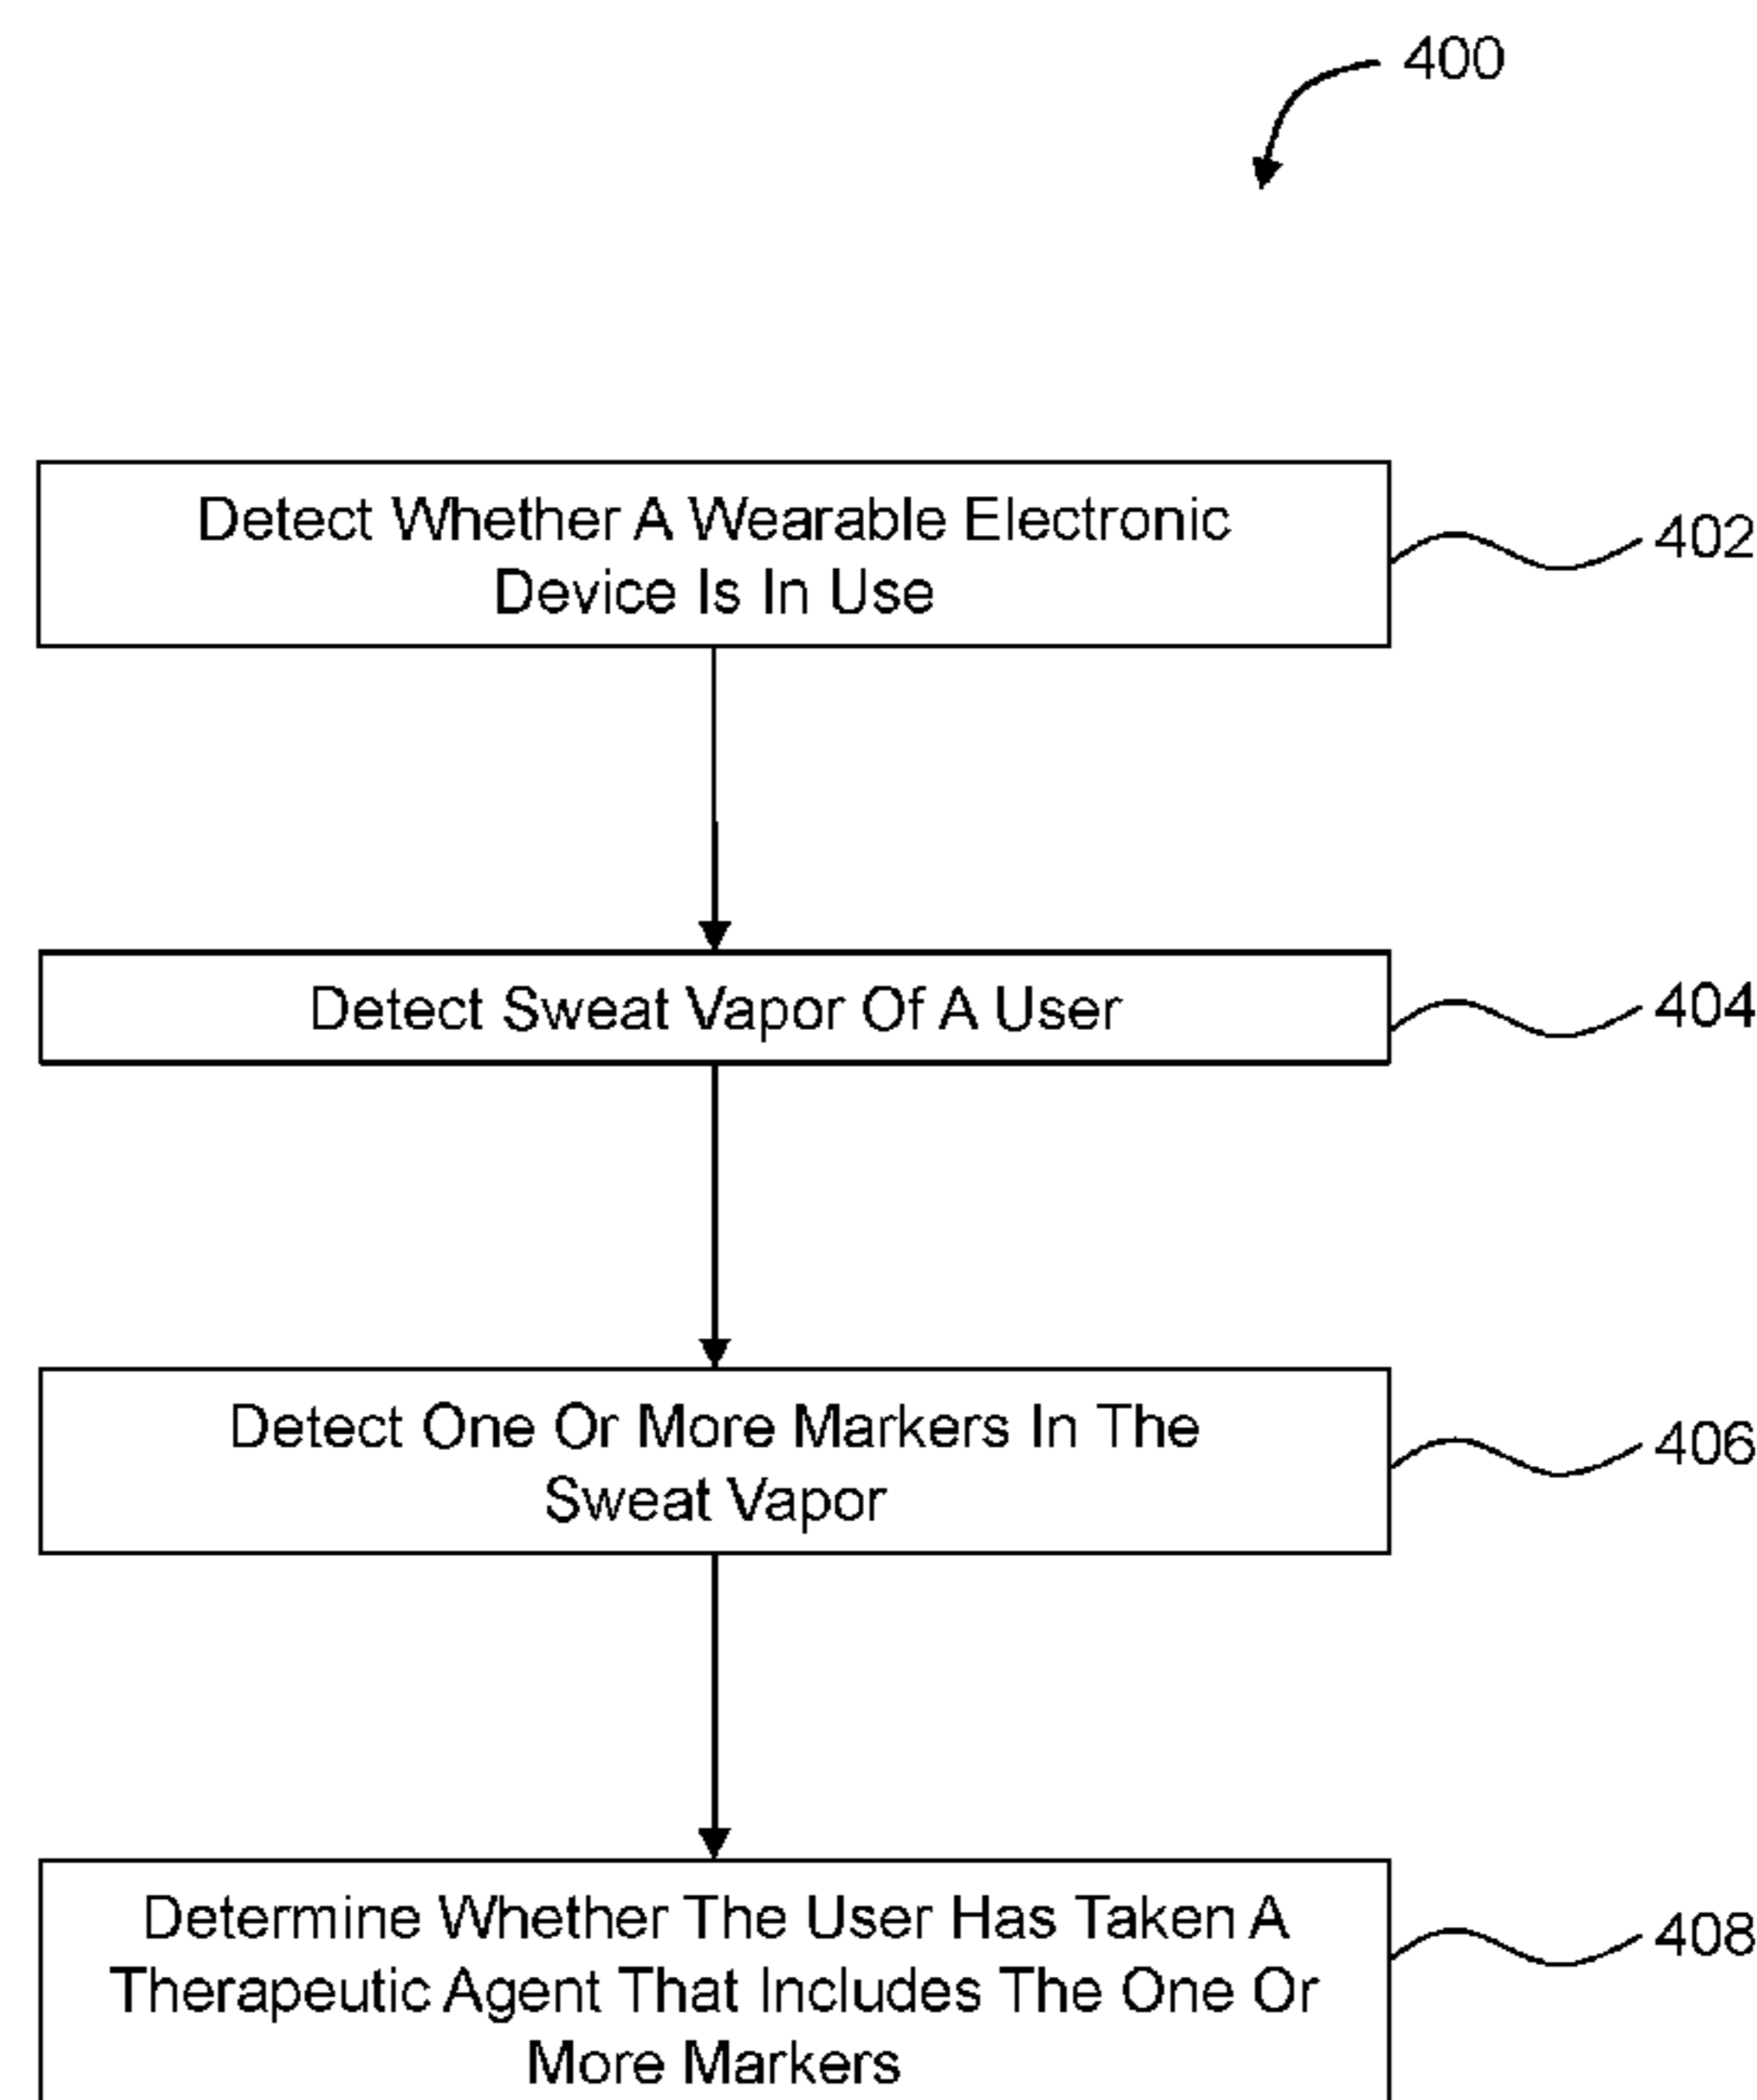 400
Detect Whether A Wearable Electronic
Device Is In Use
402
Detect Sweat Vapor Of A User
404
Detect One Or More Markers In The
Sweat Vapor
406
Determine Whether The User Has Taken A
Therapeutic Agent That Includes The One Or
More Markers
408